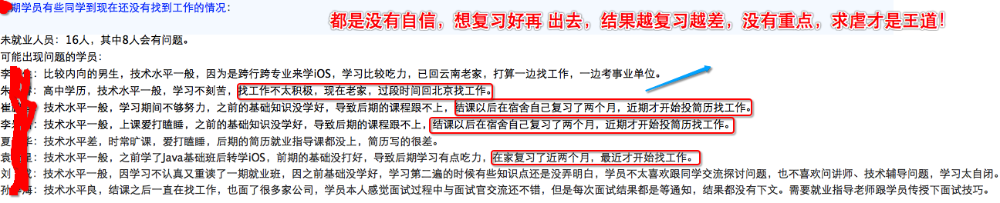 期学员有些同学到现在还没有找到工作的情况：
都是没有自信，想复习好再 出去，结果越复习越差，没有重点，求虐才是王道！
未就业人员：16人，其中8人会有问题。
可能出现问题的学员：
李 生：比较内向的男生，技术水平一般，因为是跨行跨专业来学iOS，学习比较吃力，已回云南老家，打算一边找工作，一边考事业单位。
朱 ：高中学历，技术水平一般，学习不刻苦，找工作不太积极，现在老家，过段时间回北京找工作。
崔 ：技术水平一般，学习期间不够努力，之前的基础知识没学好，导致后期的课程跟不上，结课以后在宿舍自己复习了两个月，近期才开始投简历找工作。
李 ：技术水平一般，上课爱打瞌睡，之前的基础知识没学好，导致后期的课程跟不上，结课以后在宿舍自己复习了两个月，近期才开始投简历找工作。
夏 华：技术水平差，时常旷课，爱打瞌睡，后期的简历就业指导课都没上，简历写的很差。
袁 星：技术水平一般，之前学了Java基础班后转学iOS，前期的基础没打好，导致后期学习有点吃力，在家复习了近两个月，最近才开始找工作。
刘 成：技术水平一般，因学习不认真又重读了一期就业班，因之前基础没学好，学习第二遍的时候有些知识点还是没弄明白，学员不太喜欢跟同学交流探讨问题，也不喜欢问讲师、技术辅导问题，学习太自闭。
孙 海：技术水平良，结课之后一直在找工作，也面了很多家公司，学员本人感觉面试过程中与面试官交流还不错，但是每次面试结果都是等通知，结果都没有下文。需要就业指导老师跟学员传授下面试技巧。